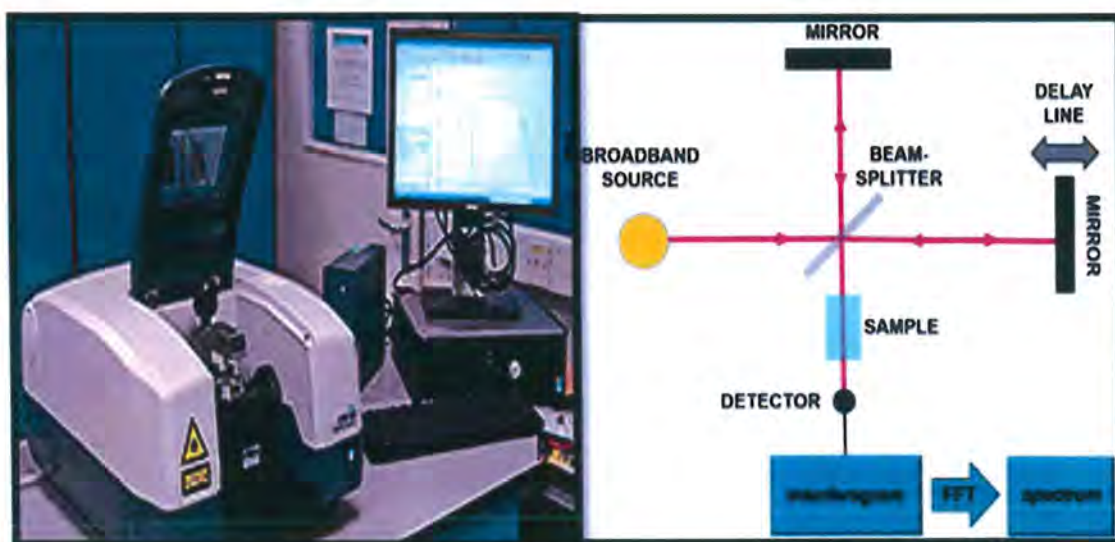 MIRROR
DELAY
LINE
BROADBAND
SOURCE
BEAM-
SPLITTER
MIRROR
SAMPLE
DETECTOR
interferogram
FFT
spectrum